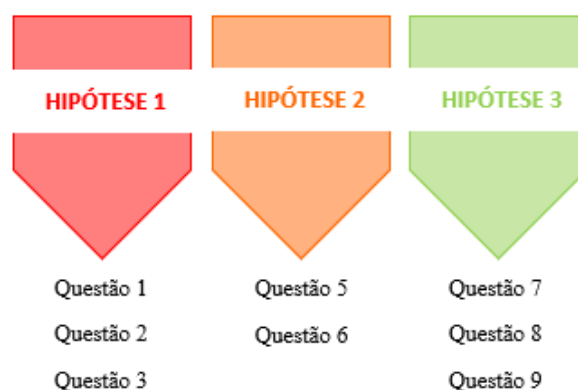 HIPÓTESE 1
HIPÓTESE 2
HIPÓTESE 3
Questão 1
Questão 5
Questão 7
Questão 2
Questão 6
Questão 8
Questão 3
Questão 9